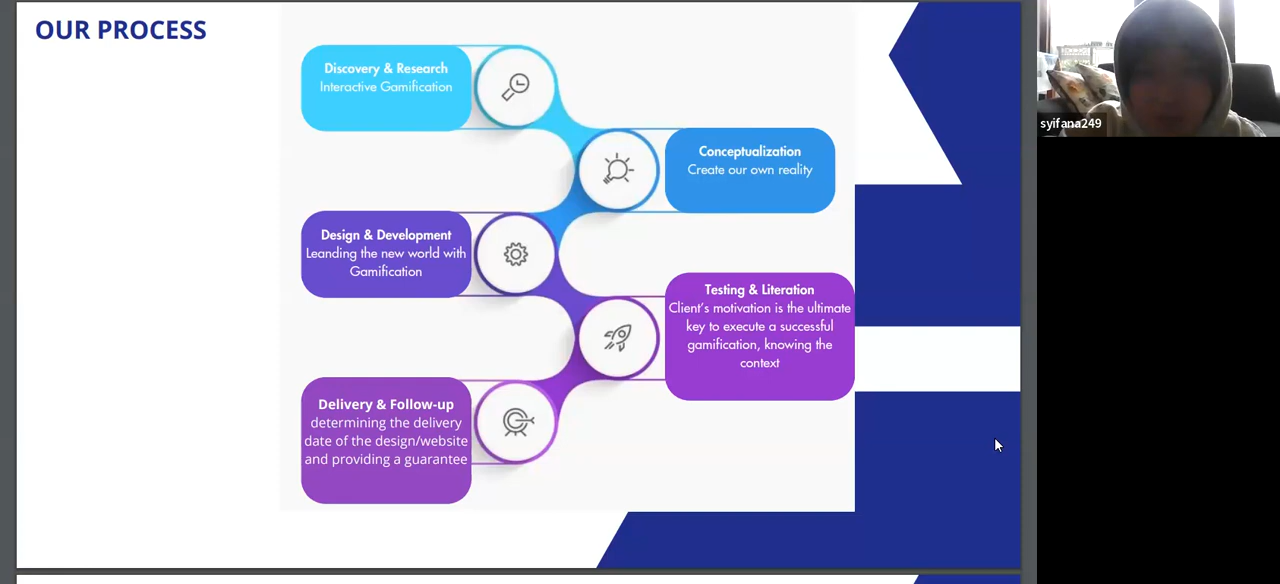 OUR PROCESS
Discovery & Research
Interactive Gamification
Conceptualization
Create our own reality
Design & Development
Leanding the new world with
Gamification
Testing & Literation
Client's motivation is the ultimate
key to execute a successful
gamification, knowing the
context
Delivery & Follow-up
determining the delivery
date of the design/website
and providing a guarantee
syifana249